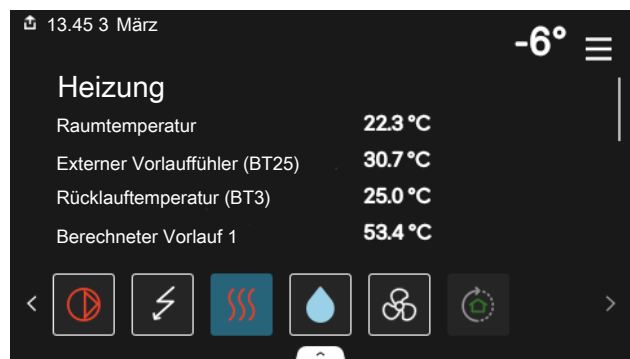 13.45 3 März
-6°
Heizung
Raumtemperatur 22.3 °C
Externer Vorlauffühler (BT25) 30.7 °C
Rücklauftemperatur (BT3) 25.0 °C
Berechneter Vorlauf 1 53.4 °C